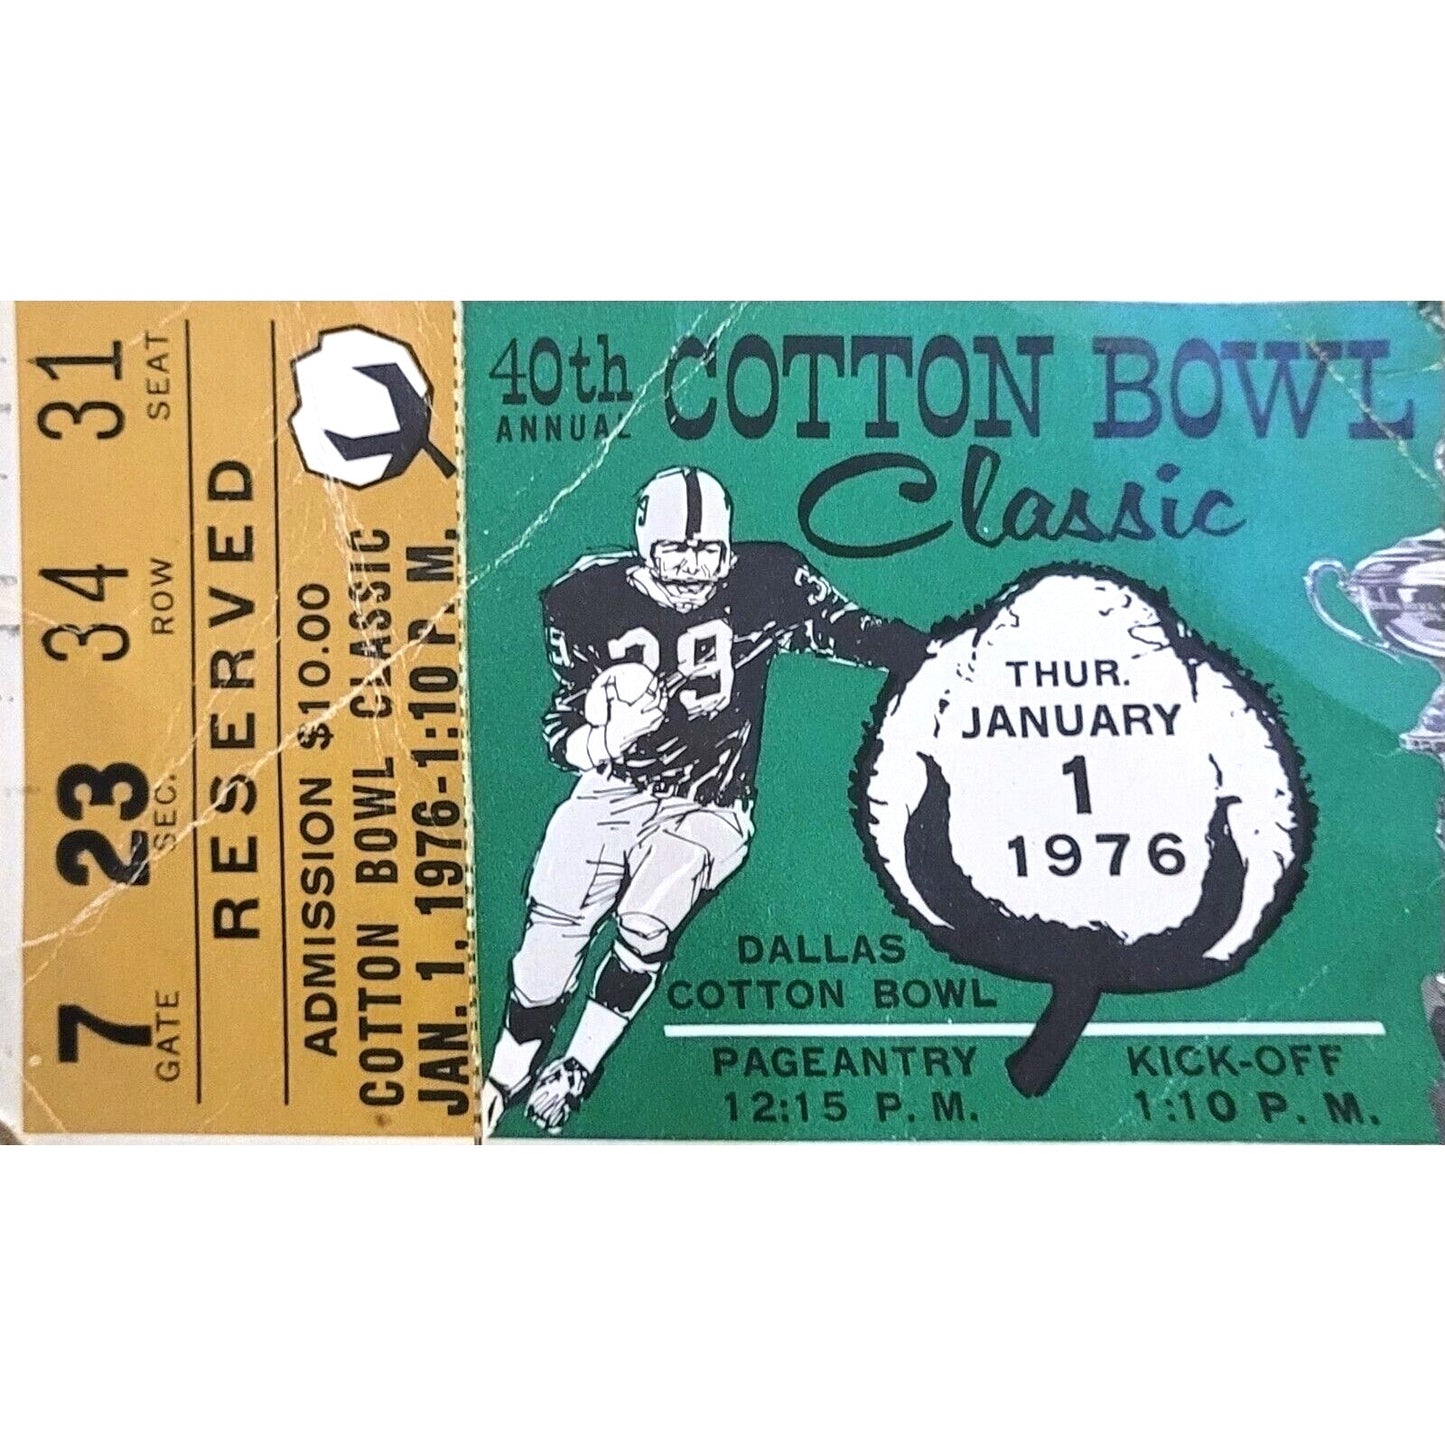 31
SEAT
34
ROW
23
SEC.
7
GATE
RESERVED
ADMISSION $10.00
COTTON BOWL CLASSIC
JAN. 1, 1976-1:10 P.M.
40th
ANNUAL
COTTON BOWL
Classic
39
THUR.
JANUARY
1
1976
DALLAS
COTTON BOWL
PAGEANTRY
12:15 P.M.
KICK-OFF
1:10 P.M.